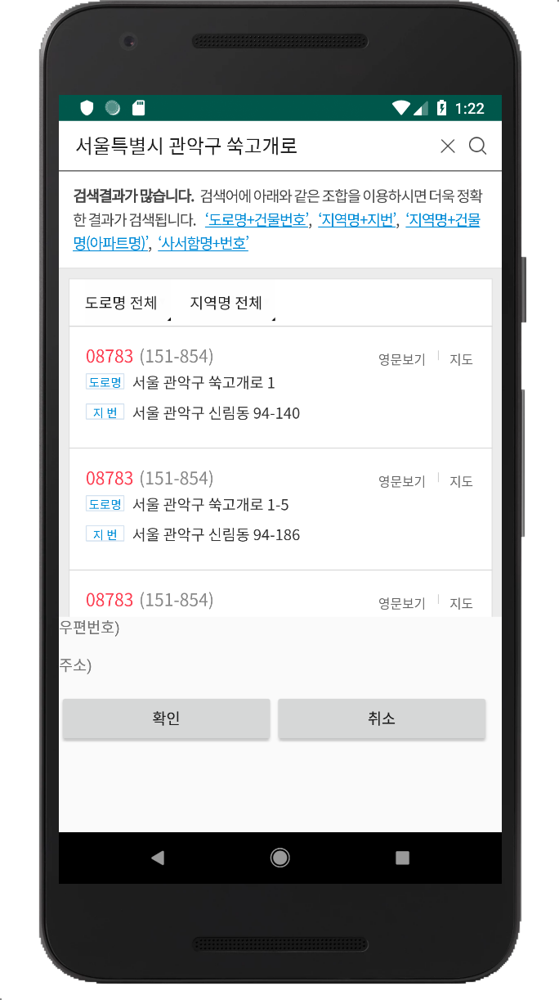 1:22
서울특별시 관악구 쑥고개로
검색결과가 많습니다. 검색어에 아래와 같은 조합을 이용하시면 더욱 정확
한 결과가 검색됩니다. ‘도로명+건물번호’, ‘지역명+지번’, ‘지역명+건물
명(아파트명)’, ‘사서함명+번호’
도로명 전체 지역명 전체
08783 (151-854) 영문보기 지도
도로명 서울 관악구 쑥고개로 1
지 번 서울 관악구 신림동 94-140
08783 (151-854) 영문보기 지도
도로명 서울 관악구 쑥고개로 1-5
지 번 서울 관악구 신림동 94-186
08783 (151-854) 영문보기 지도
우편번호)
주소)
확인 취소